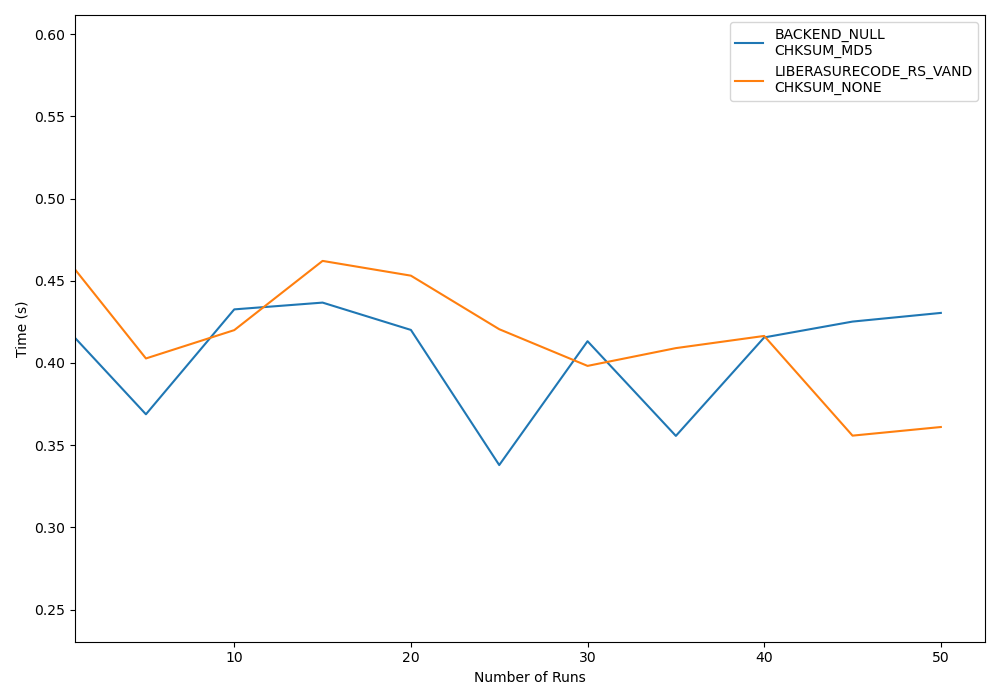 0.60
0.55
0.50
0.45
0.40
0.35
0.30
0.25
Time (s)
10 20 30 40 50
Number of Runs
BACKEND_NULL
CHKSUM_MD5
LIBERASURECODE_RS_VAND
CHKSUM_NONE